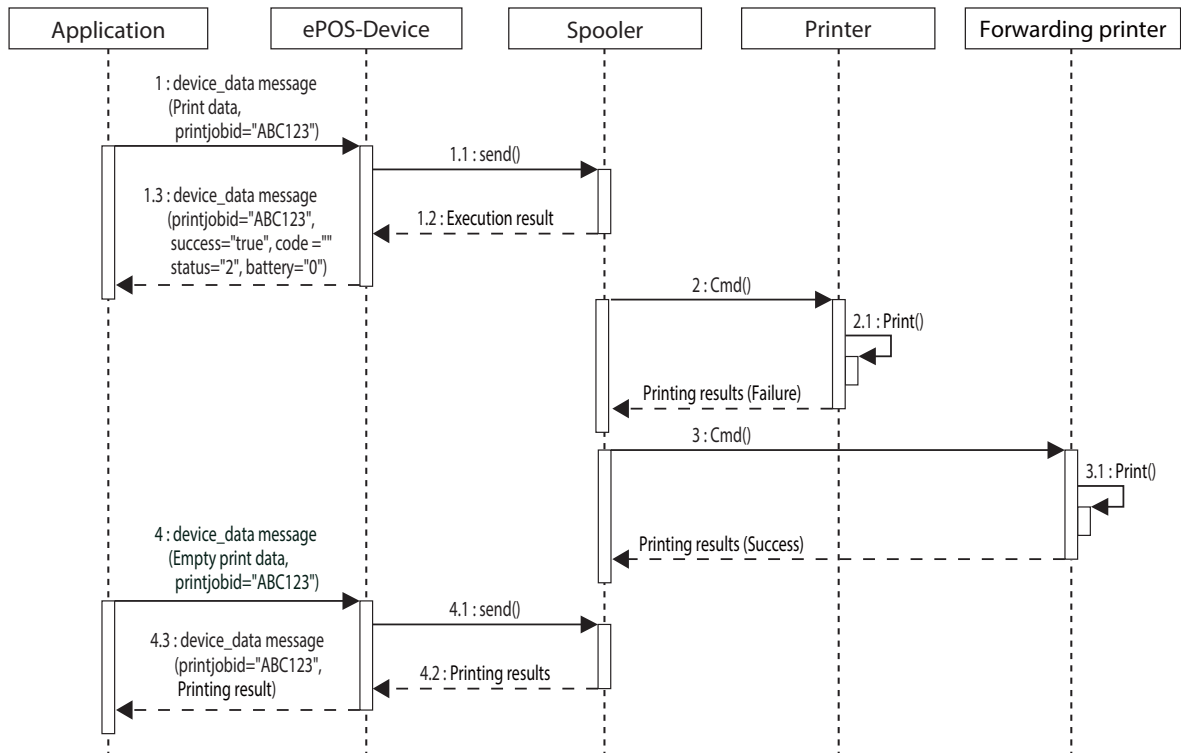 Application
ePOS-Device
Spooler
Printer
Forwarding printer
1 : device_data message
(Print data,
printjobid="ABC123")
1.1 : send()
1.3 : device_data message
(printjobid="ABC123",
success="true", code =""
status="2", battery="0")
1.2 : Execution result
2 : Cmd()
2.1 : Print()
Printing results (Failure)
3 : Cmd()
3.1 : Print()
Printing results (Success)
4 : device_data message
(Empty print data,
printjobid="ABC123")
4.1 : send()
4.3 : device_data message
(printjobid="ABC123",
Printing result)
4.2 : Printing results